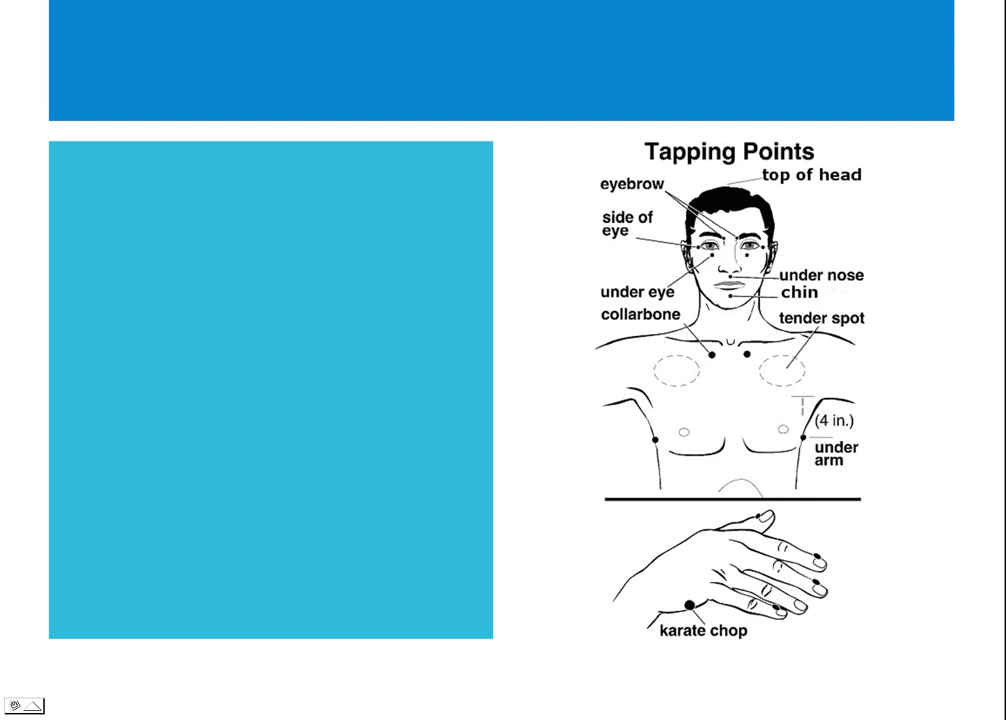 Tapping Points
top of head
eyebrow
side of
eye
under nose
under eye
chin
collarbone
tender spot
(4 in.)
under
arm
karate chop